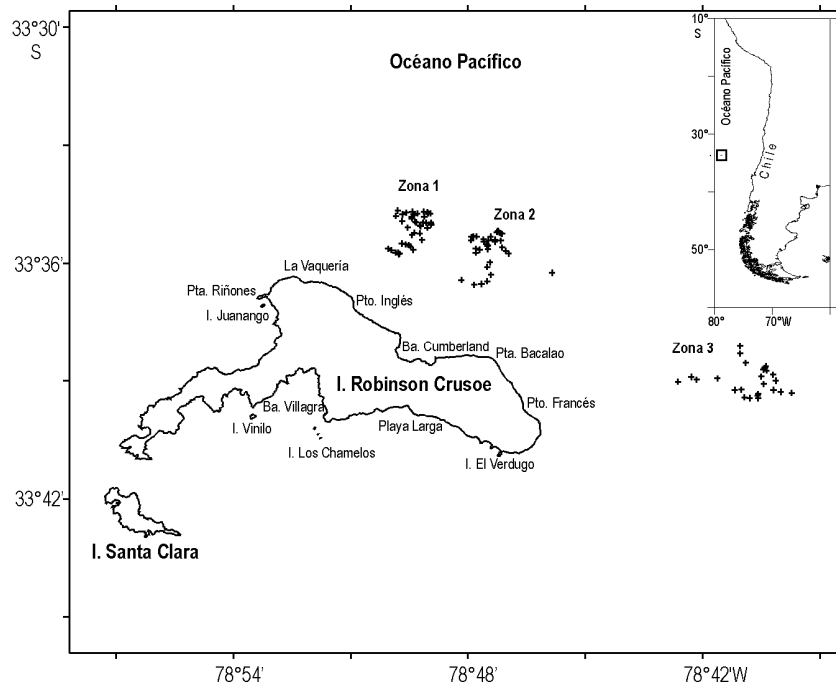 33°30'
S
Océano Pacífico
10°
S
Océano Pacífico
30°
Chile
50°
80°
70°W
Zona 1
Zona 2
33°36'
La Vaquería
Pta. Riñones
I. Juanango
Pto. Inglés
Ba. Cumberland
Pta. Bacalao
Zona 3
I. Robinson Crusoe
Pto. Francés
Ba. Villagra
I. Vinilo
Playa Larga
I. Los Chamelos
I. El Verdugo
33°42'
I. Santa Clara
78°54'
78°48'
78°42'W